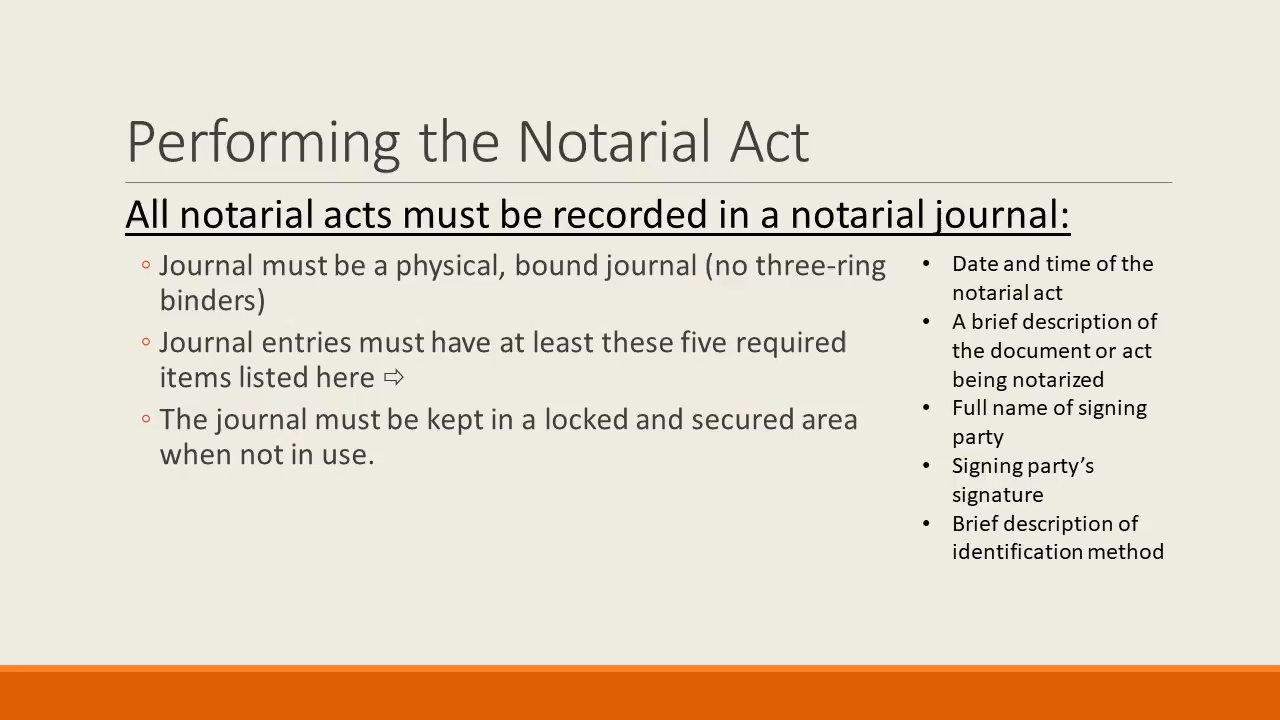 Performing the Notarial Act
All notarial acts must be recorded in a notarial journal:
◦ Journal must be a physical, bound journal (no three-ring
binders)
◦ Journal entries must have at least these five required
items listed here ⇨
◦ The journal must be kept in a locked and secured area
when not in use.
• Date and time of the
notarial act
• A brief description of
the document or act
being notarized
• Full name of signing
party
• Signing party’s
signature
• Brief description of
identification method